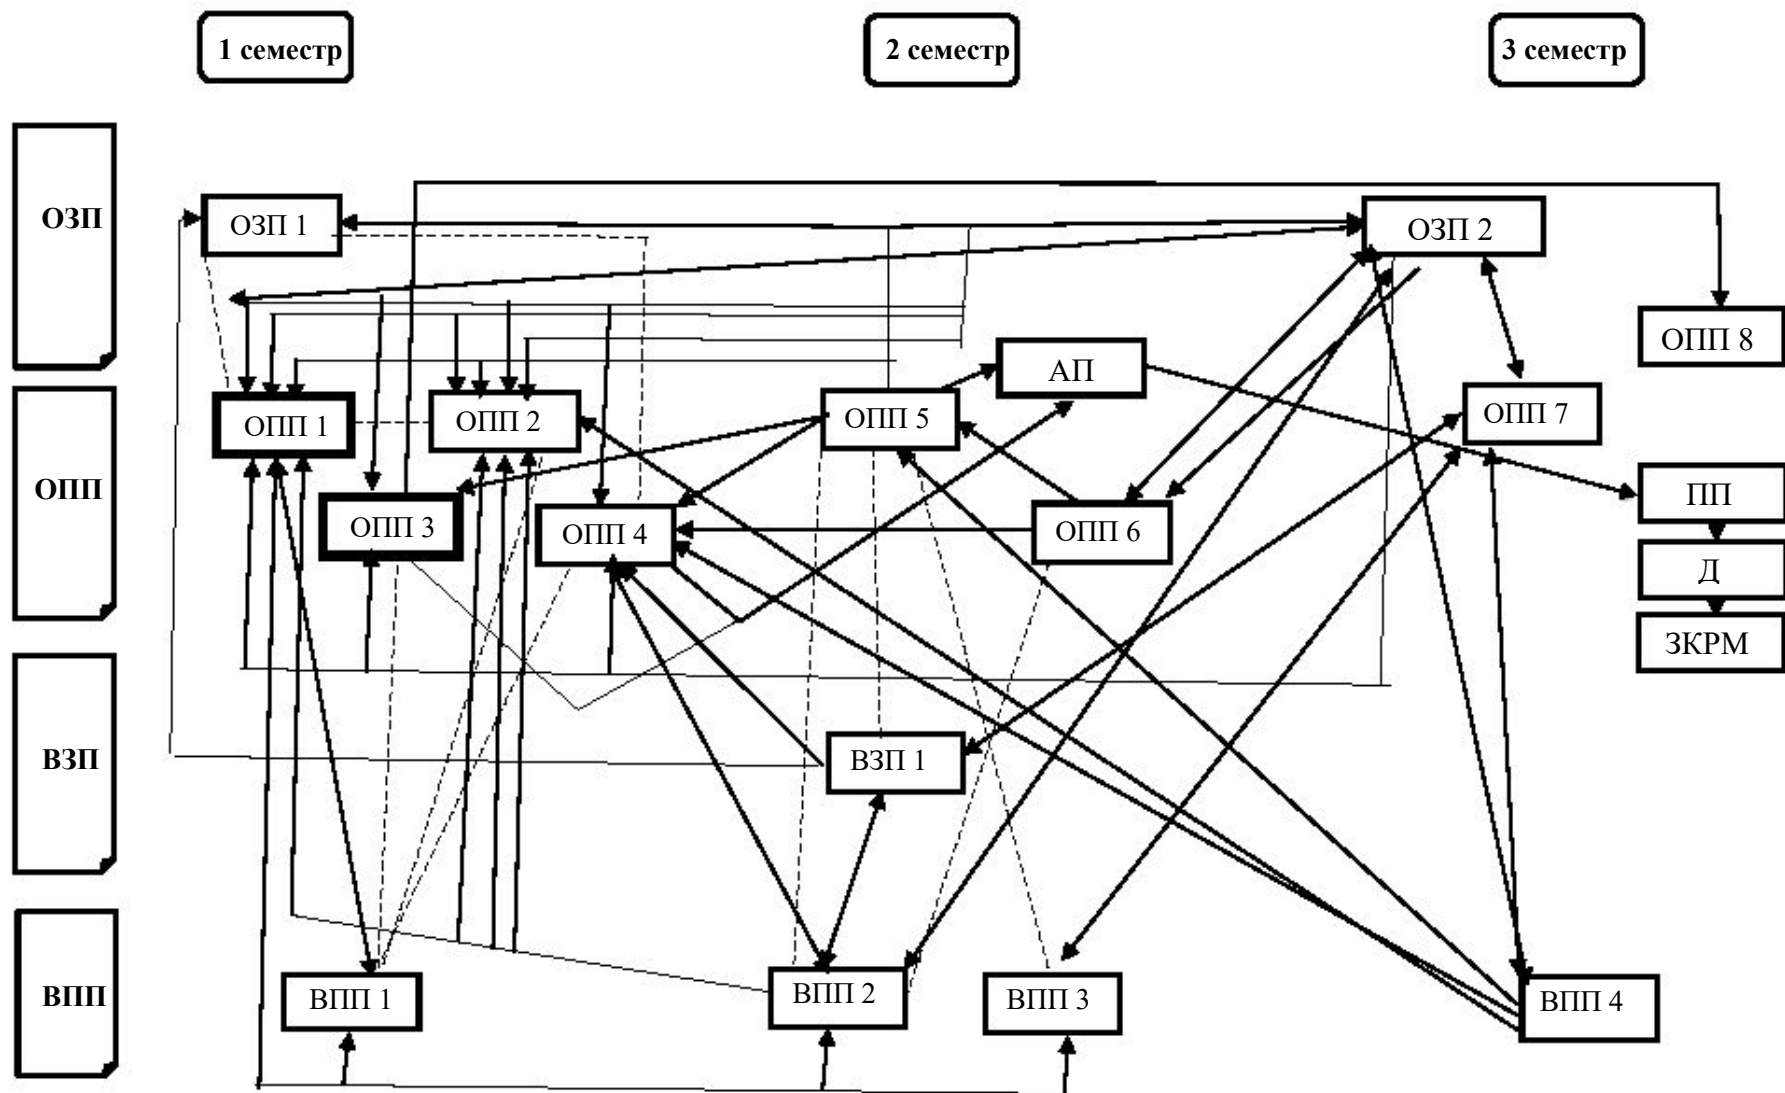 1 семестр
2 семестр
3 семестр
ОЗП
ОЗП 1
ОЗП 2
ОПП 8
АП
ОПП
ОПП 1
ОПП 2
ОПП 5
ОПП 7
ОПП 3
ОПП 4
ОПП 6
ПП
Д
ЗКРМ
ВЗП
ВЗП 1
ВПП
ВПП 1
ВПП 2
ВПП 3
ВПП 4